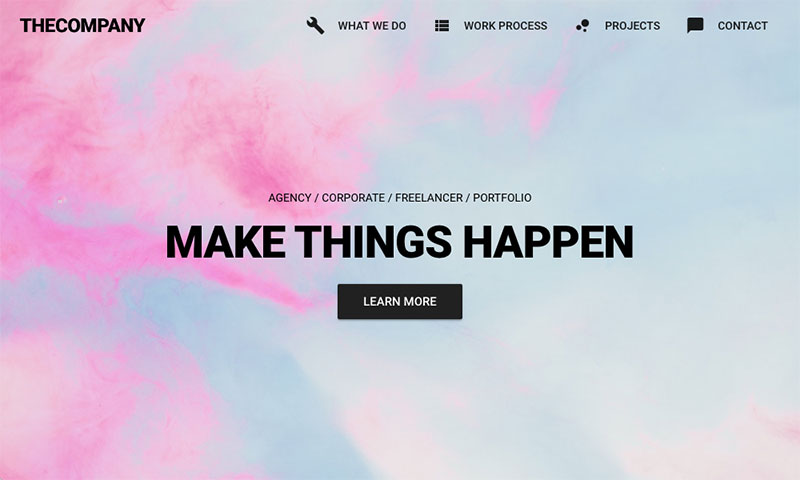 THECOMPANY
WHAT WE DO
WORK PROCESS
PROJECTS
CONTACT
AGENCY / CORPORATE / FREELANCER / PORTFOLIO
MAKE THINGS HAPPEN
LEARN MORE